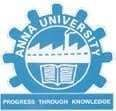 ANNA UNIVERSITY
PROGRESS THROUGH KNOWLEDGE